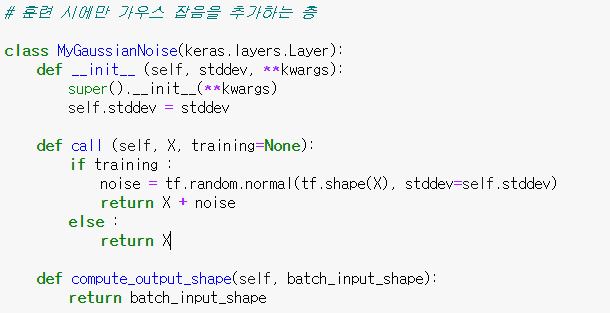 # 훈련 시에만 가우스 잡음을 추가하는 층
class MyGaussianNoise(keras.layers.Layer):
    def __init__ (self, stddev, **kwargs):
        super().__init__(**kwargs)
        self.stddev = stddev
    def call (self, X, training=None):
        if training :
            noise = tf.random.normal(tf.shape(X), stddev=self.stddev)
            return X + noise
        else :
            return X
    def compute_output_shape(self, batch_input_shape):
        return batch_input_shape